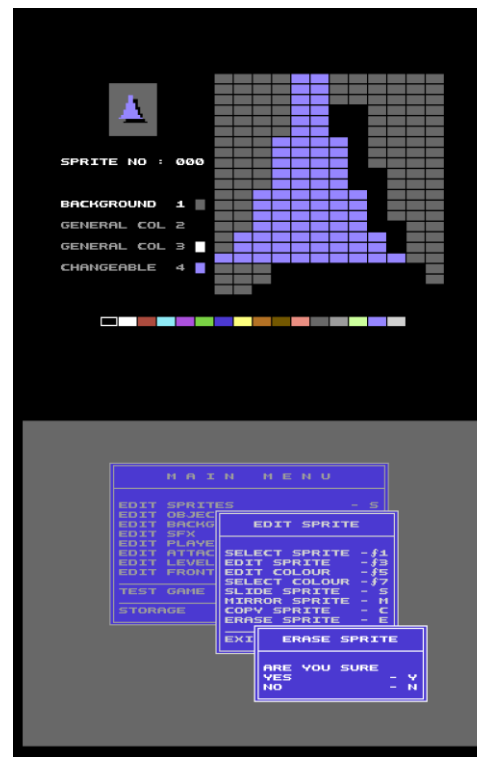 SPRITE NO : 000
BACKGROUND 1
GENERAL COL 2
GENERAL COL 3
CHANGEABLE 4
MAIN MENU
EDIT SPRITES - S
EDIT OBJEC
EDIT BACKG
EDIT SFX
EDIT PLAYE
EDIT ATTAC
EDIT LEVEL
EDIT FRONT
TEST GAME
STORAGE
EDIT SPRITE
SELECT SPRITE -f1
EDIT SPRITE -f3
EDIT COLOUR -f5
SELECT COLOUR -f7
SLIDE SPRITE - S
MIRROR SPRITE - M
COPY SPRITE - C
ERASE SPRITE - E
EXI
ERASE SPRITE
ARE YOU SURE
YES - Y
NO - N